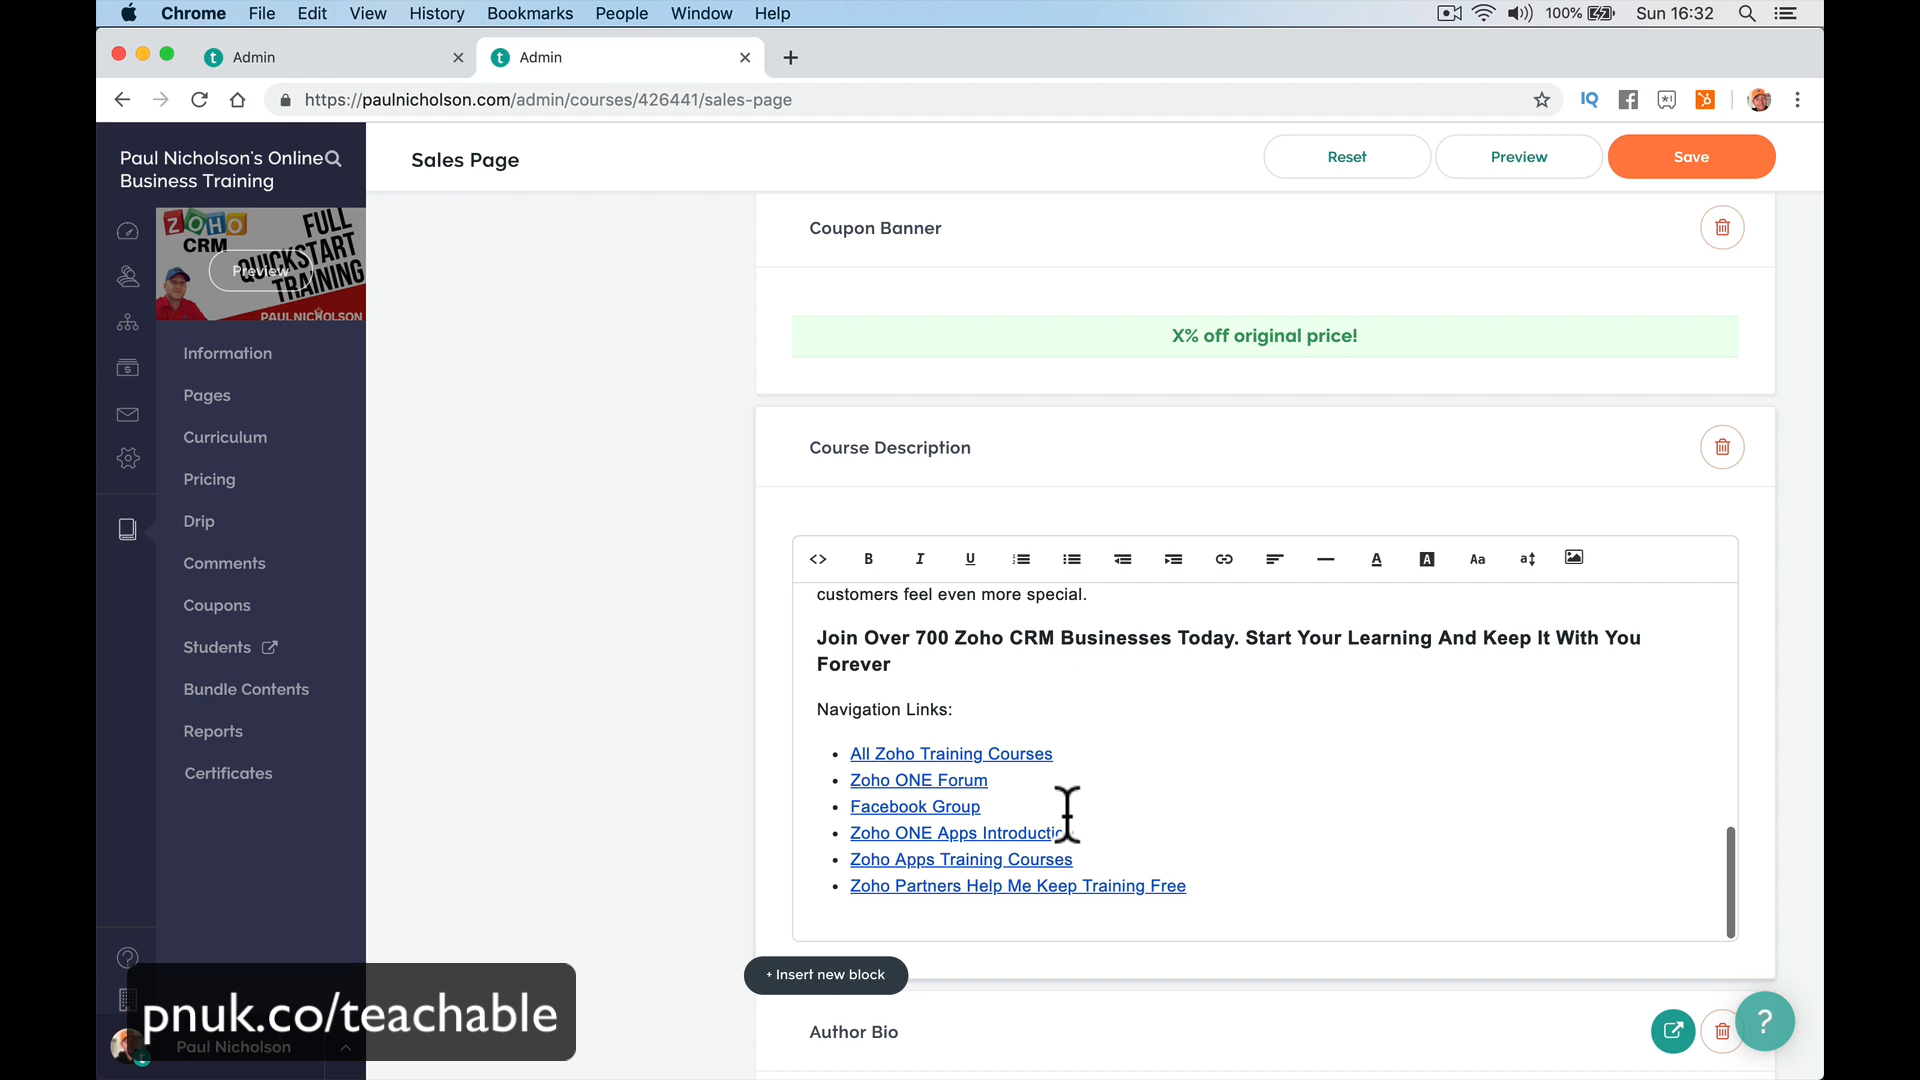 Chrome File Edit View History Bookmarks People Window Help 100% Sun 16:32
Admin Admin
https://paulnicholson.com/admin/courses/426441/sales-page
Paul Nicholson's Online
Business Training
Sales Page
Reset Preview Save
ZOHO
CRM
FULL
QUICKSTART
TRAINING
PAUL NICHOLSON
Preview
Information
Pages
Curriculum
Pricing
Drip
Comments
Coupons
Students
Bundle Contents
Reports
Certificates
Paul Nicholson
Coupon Banner
X% off original price!
Course Description
customers feel even more special.
Join Over 700 Zoho CRM Businesses Today. Start Your Learning And Keep It With You
Forever
Navigation Links:
All Zoho Training Courses
Zoho ONE Forum
Facebook Group
Zoho ONE Apps Introduction
Zoho Apps Training Courses
Zoho Partners Help Me Keep Training Free
+ Insert new block
Author Bio
pnuk.co/teachable